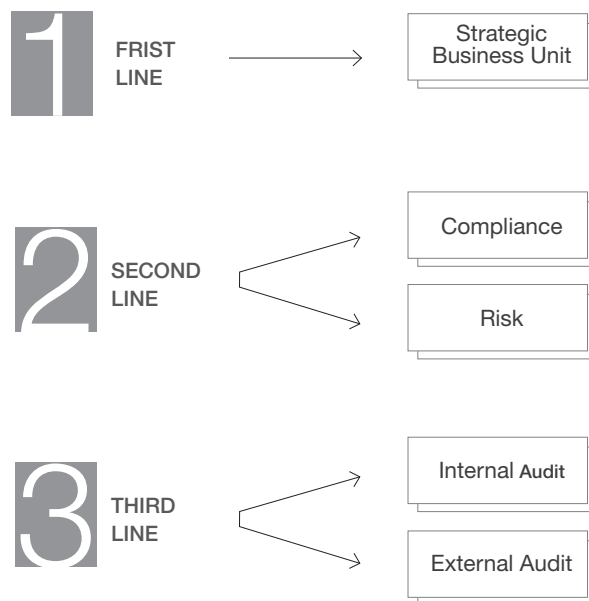 1
FRIST
LINE
Strategic
Business Unit
2
SECOND
LINE
Compliance
Risk
3
THIRD
LINE
Internal Audit
External Audit